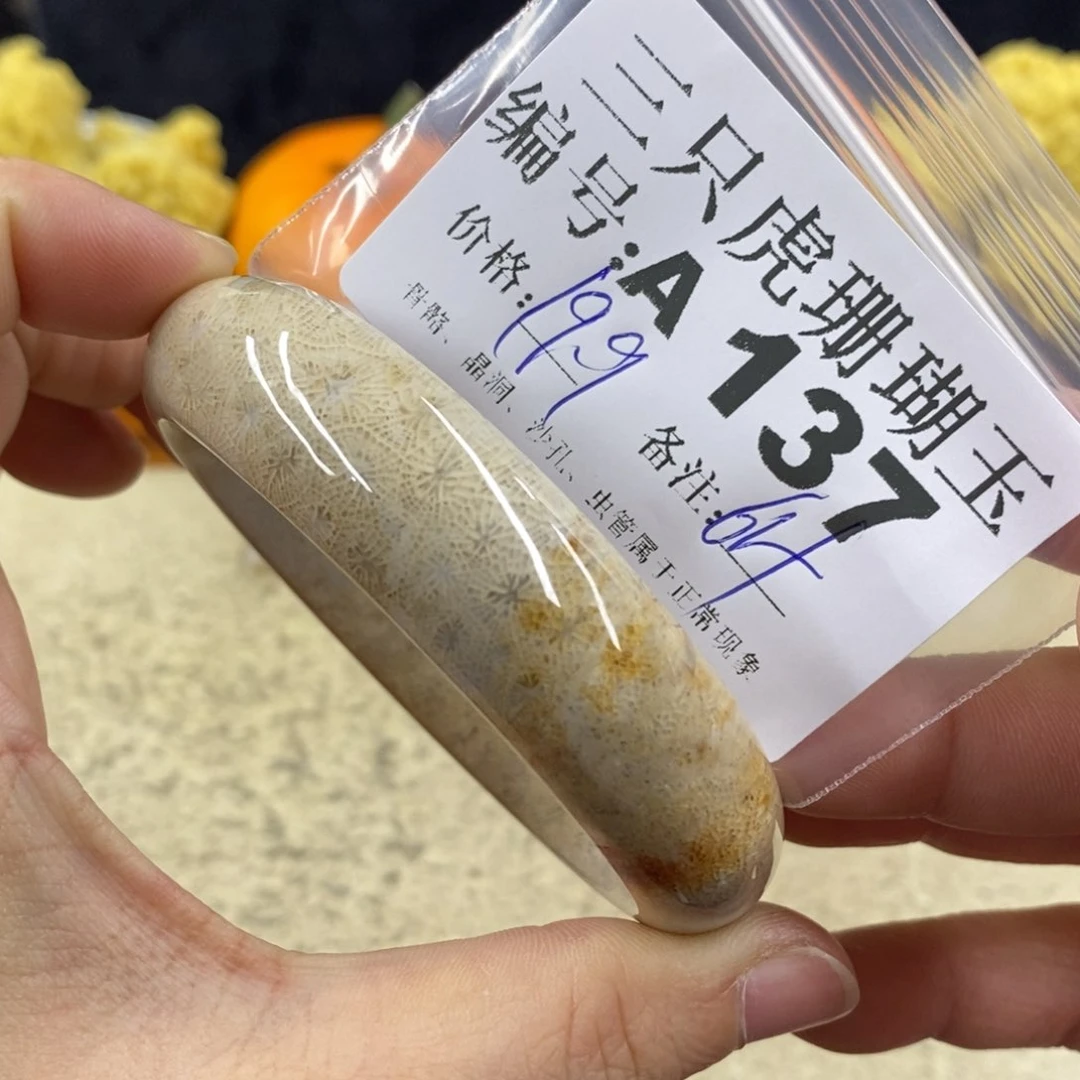 三只虎珊瑚玉
编号:A137
价格:199 备注:64
骨骼、晶洞、沙孔、虫管属于正常现象